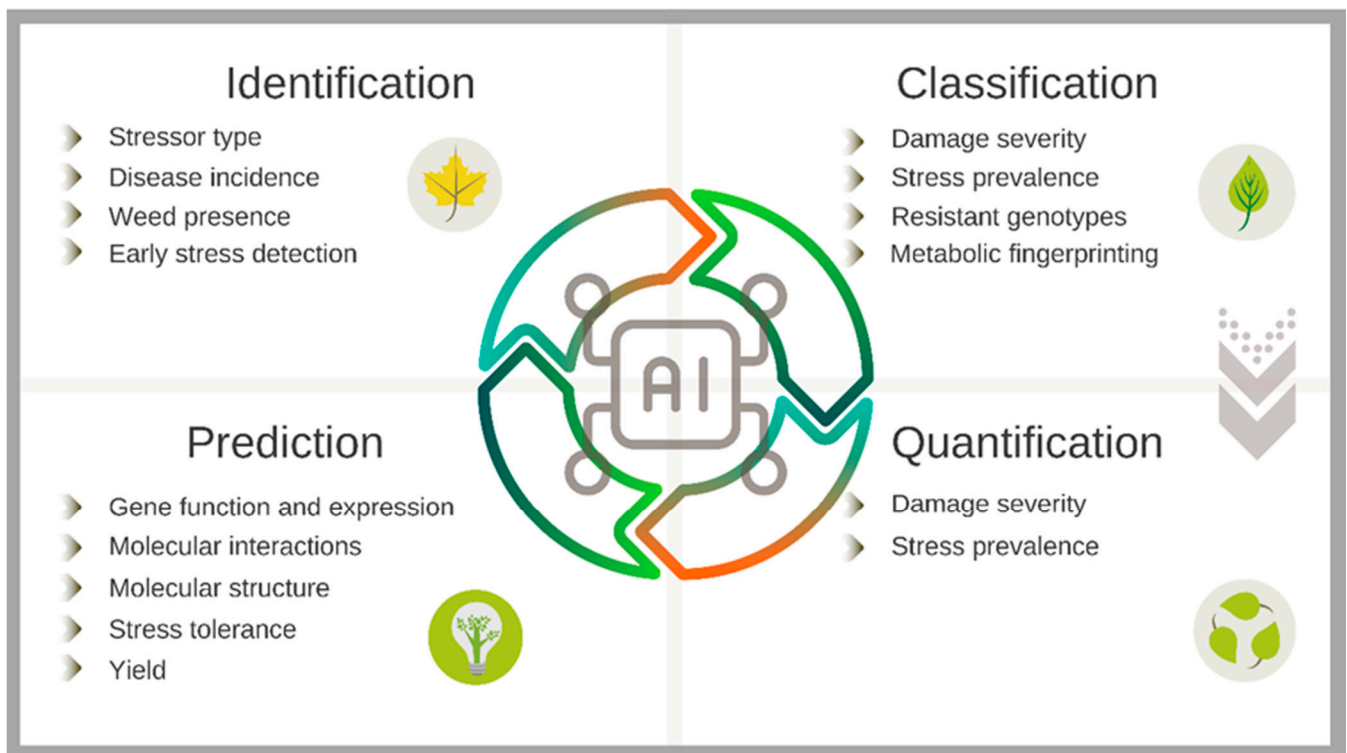 Identification
Stressor type
Disease incidence
Weed presence
Early stress detection
Classification
Damage severity
Stress prevalence
Resistant genotypes
Metabolic fingerprinting
AI
Prediction
Gene function and expression
Molecular interactions
Molecular structure
Stress tolerance
Yield
Quantification
Damage severity
Stress prevalence